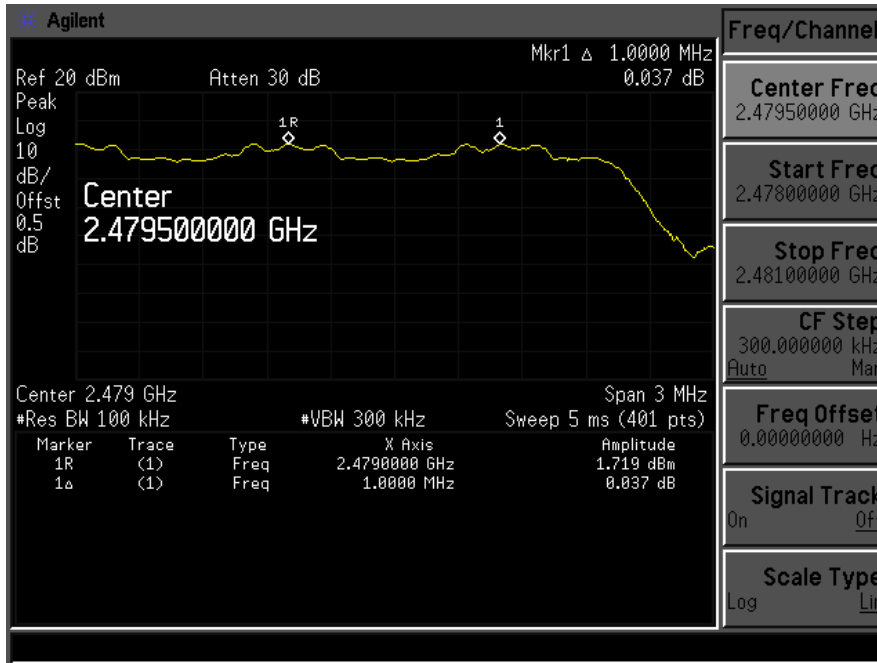 Agilent
Freq/Channel
Mkr1 Δ 1.0000 MHz
Ref 20 dBm Atten 30 dB 0.037 dB
Peak
Log
10
dB/
Offst
0.5
dB
1R
1
Center
2.479500000 GHz
Center 2.479 GHz Span 3 MHz
#Res BW 100 kHz #VBW 300 kHz Sweep 5 ms (401 pts)
Marker Trace Type X Axis Amplitude
1R (1) Freq 2.4790000 GHz 1.719 dBm
1Δ (1) Freq 1.0000 MHz 0.037 dB
Center Freq
2.47950000 GHz
Start Freq
2.47800000 GHz
Stop Freq
2.48100000 GHz
CF Step
300.000000 kHz
Auto Man
Freq Offset
0.00000000 Hz
Signal Track
On Off
Scale Type
Log Lin